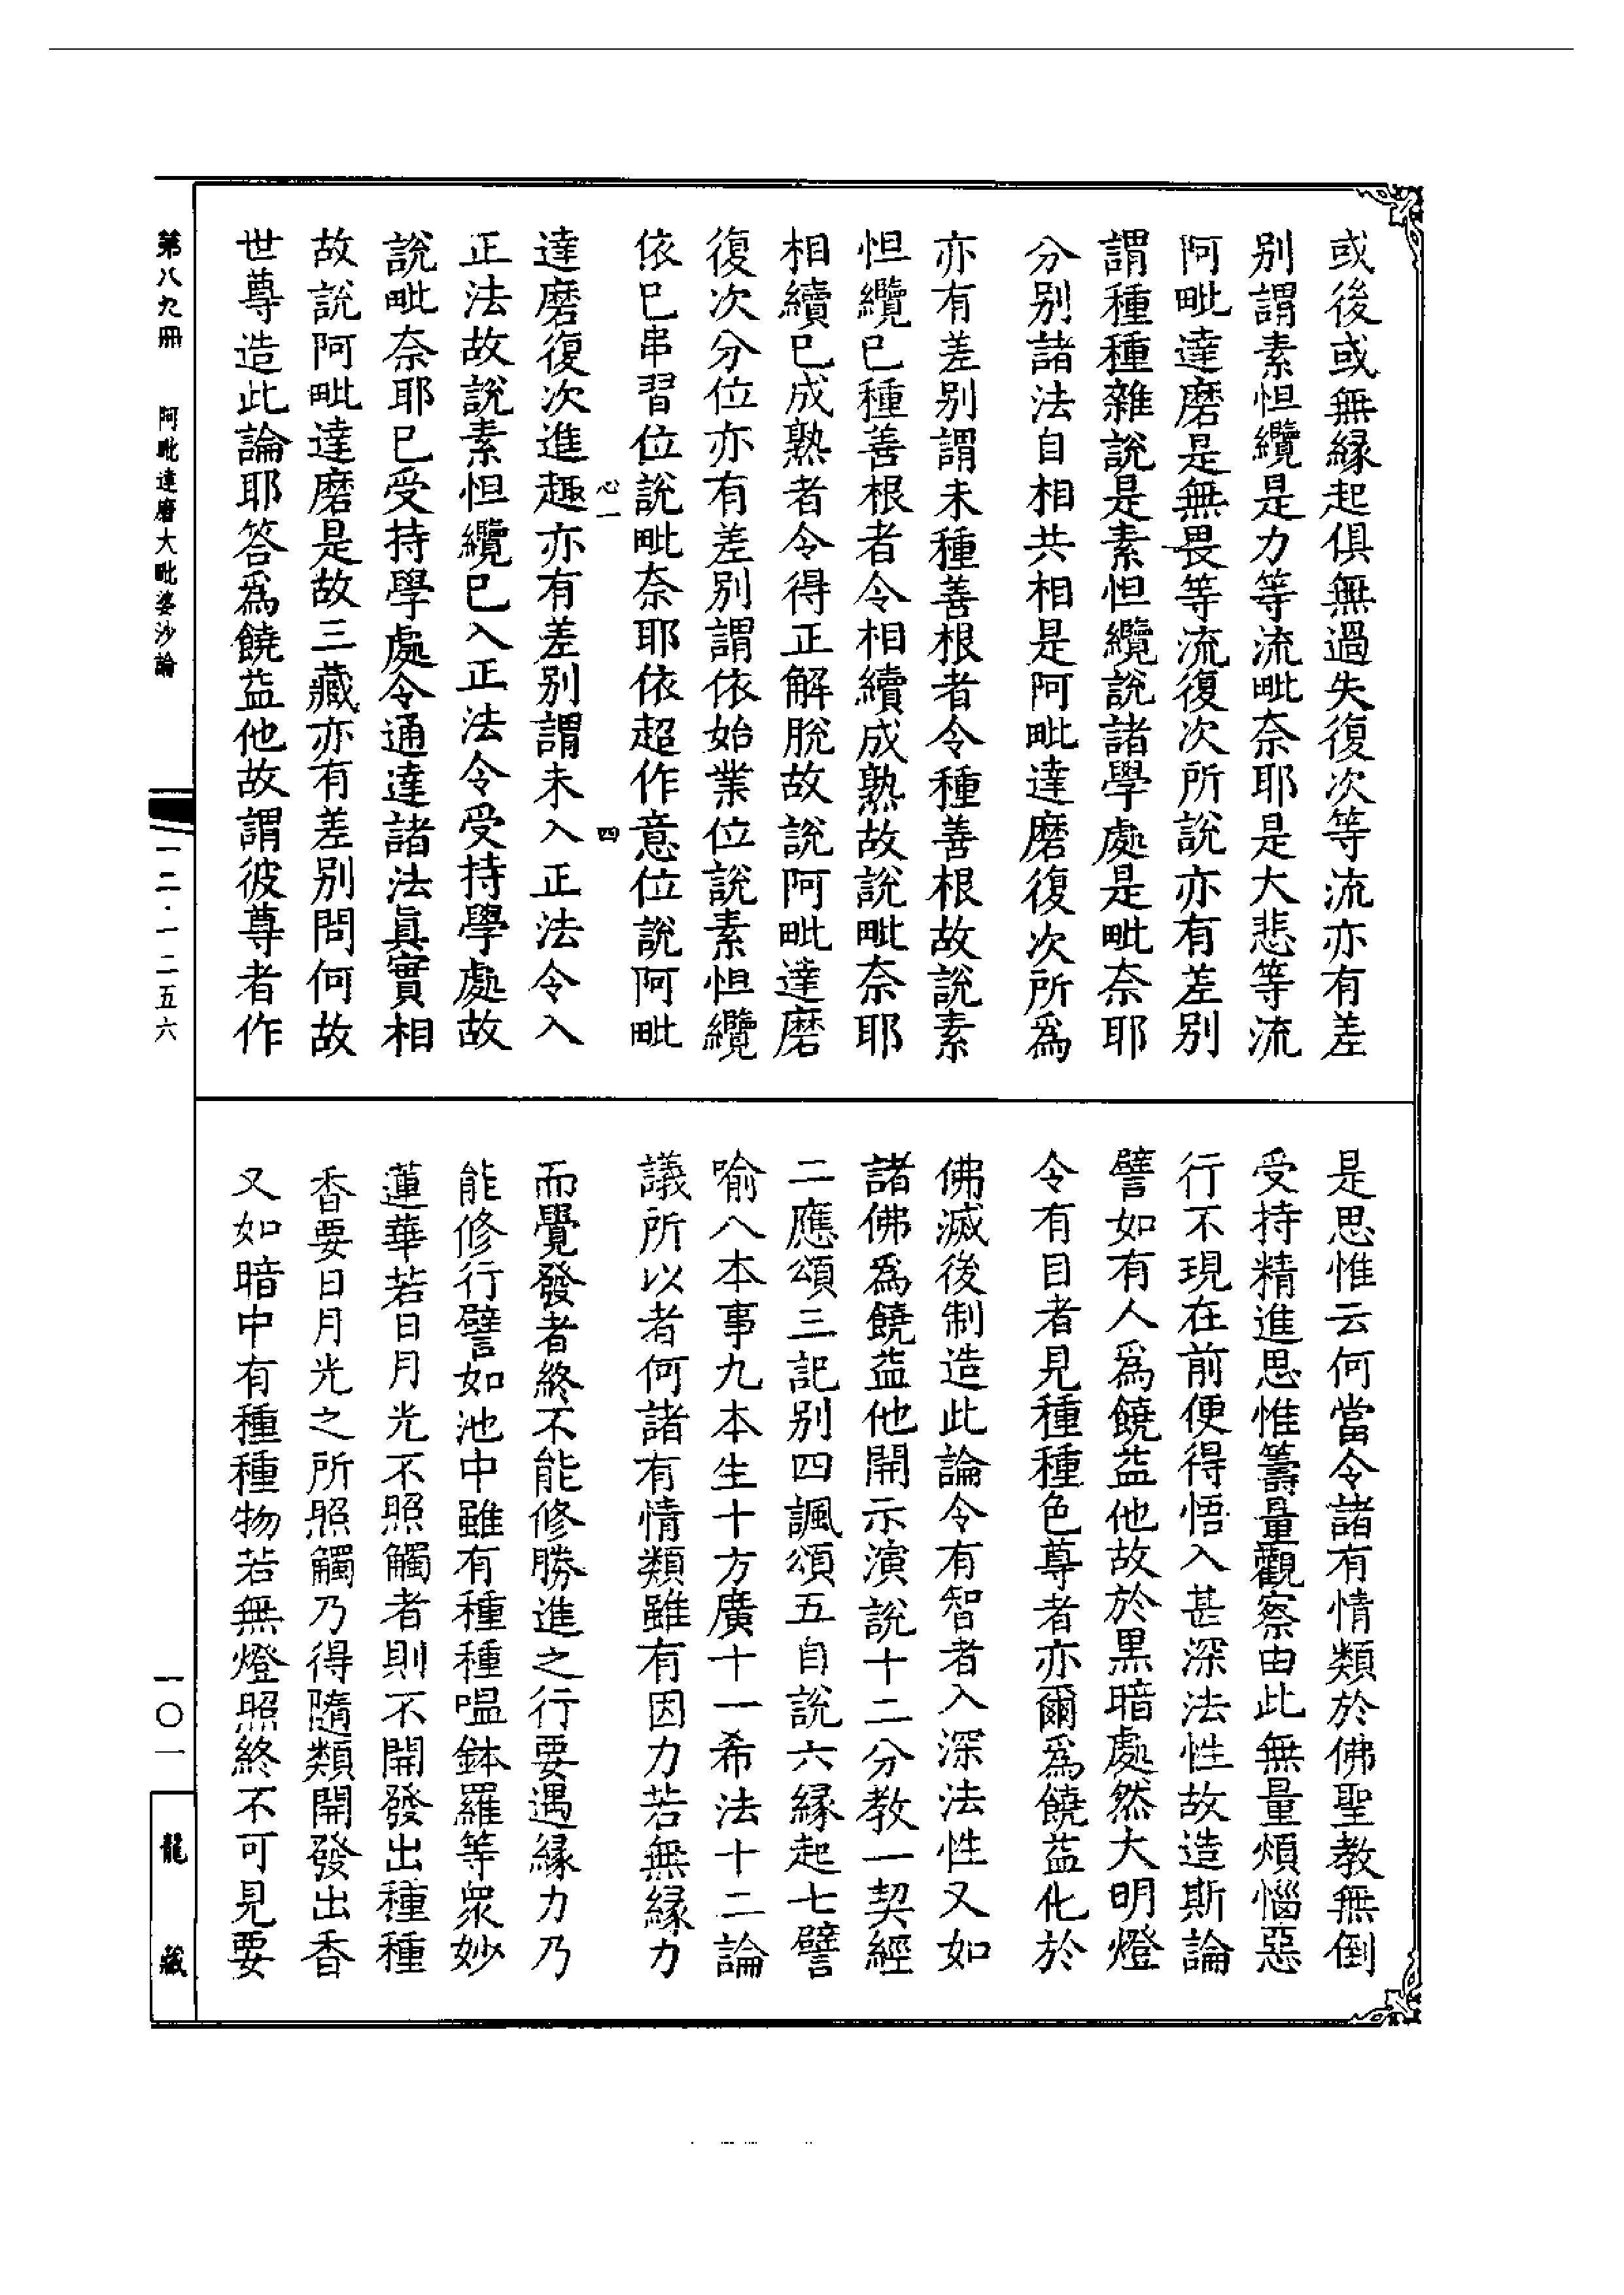 或後或無緣起俱無過失復次等流亦有差
别謂素怛纜是力等流毗奈耶是大悲等流
阿毗達磨是無畏等流復次所說亦有差别
謂種種雜說是素怛纜說諸學處是毗奈耶
分别諸法自相共相是阿毗達磨復次所爲
亦有差别謂未種善根者令種善根故說素
怛纜已種善根者令相續成熟故說毗奈耶
相續已成熟者令得正解脫故說阿毗達磨
復次分位亦有差别謂依始業位說素怛纜
依已串習位說毗奈耶依超作意位說阿毗
心一 四
達磨復次進趣亦有差别謂未入正法令入
正法故說素怛纜已入正法令受持學處故
說毗奈耶已受持學處令通達諸法眞實相
故說阿毗達磨是故三藏亦有差别問何故
世尊造此論耶答爲饒益他故謂彼尊者作
是思惟云何當令諸有情類於佛聖教無倒
受持精進思惟籌量觀察由此無量煩惱惡
行不現在前便得悟入甚深法性故造斯論
譬如有人爲饒益他故於黑暗處然大明燈
令有目者見種種色尊者亦爾爲饒益化於
佛滅後制造此論令有智者入深法性又如
諸佛爲饒益他開示演說十二分教一契經
二應頌三記别四諷頌五自說六緣起七譬
喻八本事九本生十方廣十一希法十二論
議所以者何諸有情類雖有因力若無緣力
而覺發者終不能修勝進之行要遇緣力乃
能修行譬如池中雖有種種嗢鉢羅等眾妙
蓮華若日月光不照觸者則不開發出種種
香要日月光之所照觸乃得隨類開發出香
又如暗中有種種物若無燈照終不可見要
第八九冊 阿毗達磨大毗婆沙論 一二·一二五六
一〇一 龍藏